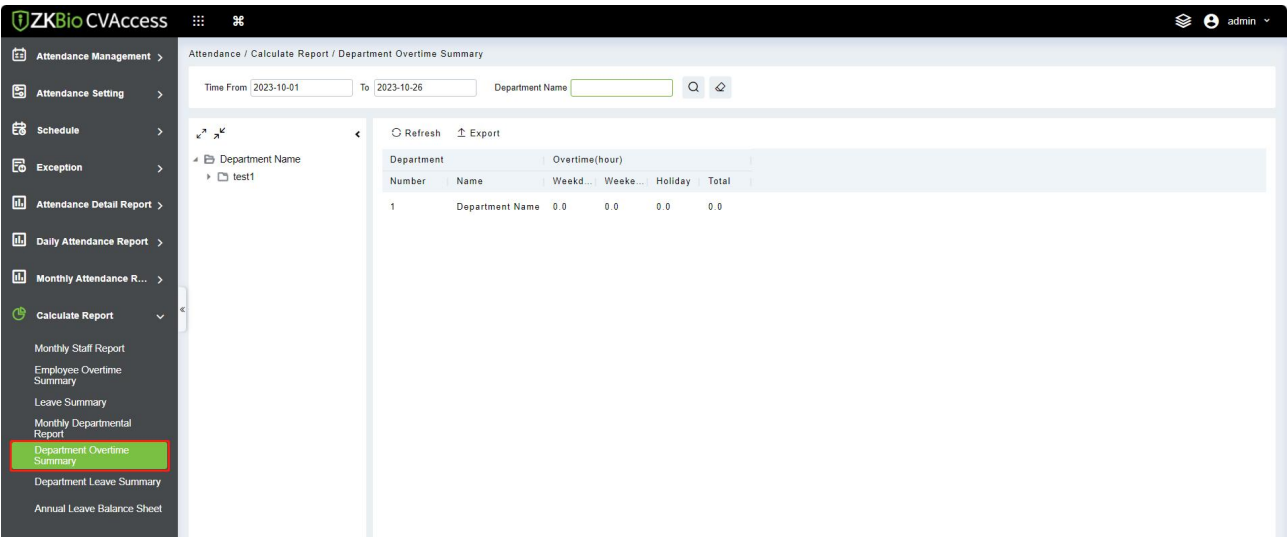 ZKBio CVAccess
admin
Attendance Management
Attendance Setting
Schedule
Exception
Attendance Detail Report
Daily Attendance Report
Monthly Attendance R...
Calculate Report
Monthly Staff Report
Employee Overtime
Summary
Leave Summary
Monthly Departmental
Report
Department Overtime
Summary
Department Leave Summary
Annual Leave Balance Sheet
Attendance / Calculate Report / Department Overtime Summary
Time From 2023-10-01 To 2023-10-26 Department Name
Department Name
test1
Refresh Export
Department Overtime(hour)
Number Name Weekd... Weeke... Holiday Total
1 Department Name 0.0 0.0 0.0 0.0